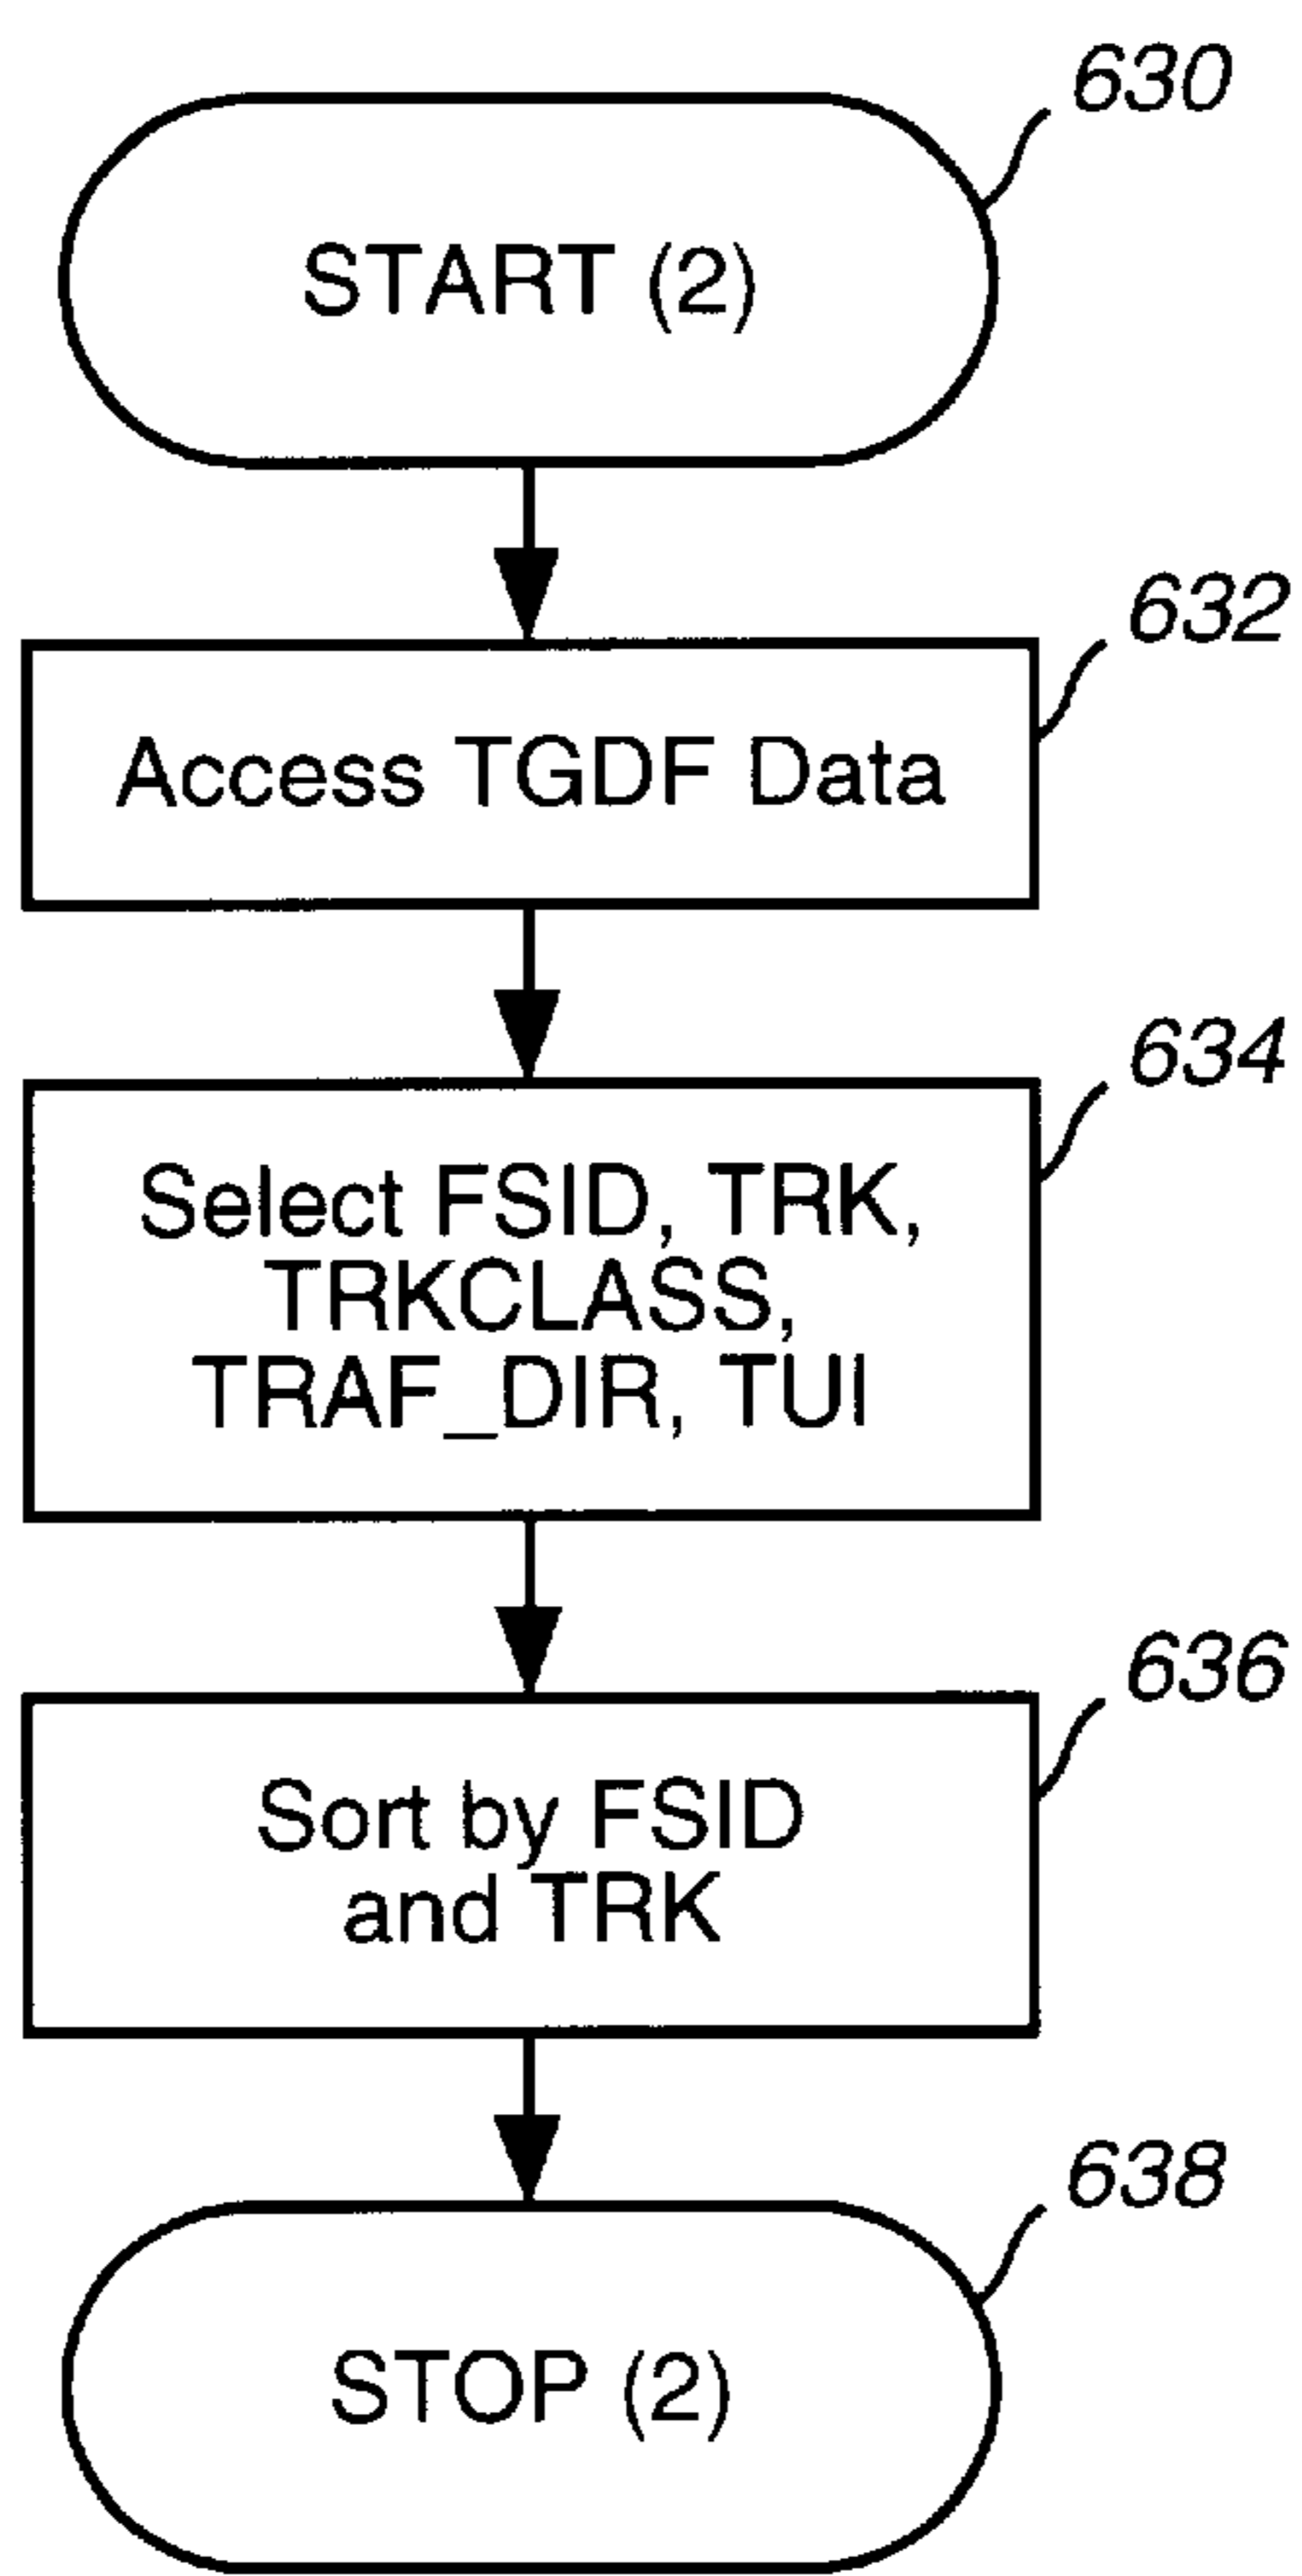 630
START (2)
632
Access TGDF Data
634
Select FSID, TRK,
TRKCLASS,
TRAF_DIR, TUI
636
Sort by FSID
and TRK
638
STOP (2)